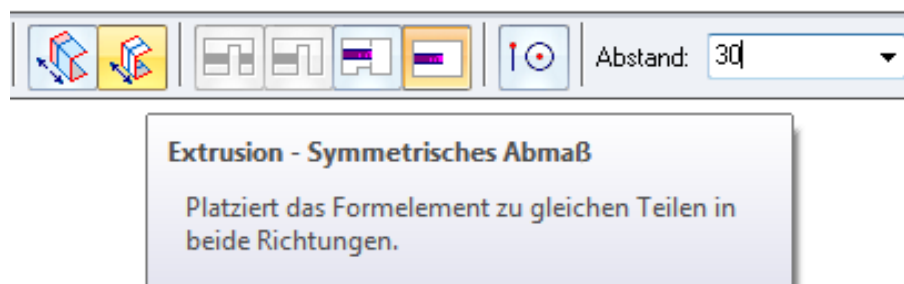 Abstand: 30
Extrusion - Symmetrisches Abmaß
Platziert das Formelement zu gleichen Teilen in
beide Richtungen.